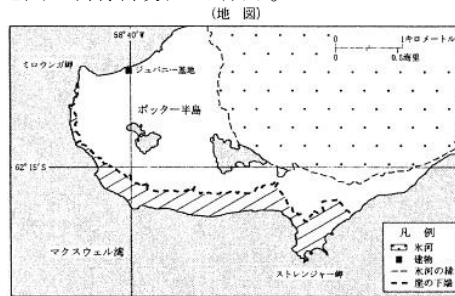 (地 図)
58°40′W
0 1キロメートル
ミロウンガ岬
ジュバニー基地
0 0.5海里
ポッター半島
62°15′S
凡 例
氷河
マクスウェル湾
建物
氷河の縁
ストレンジャー岬
崖の下端